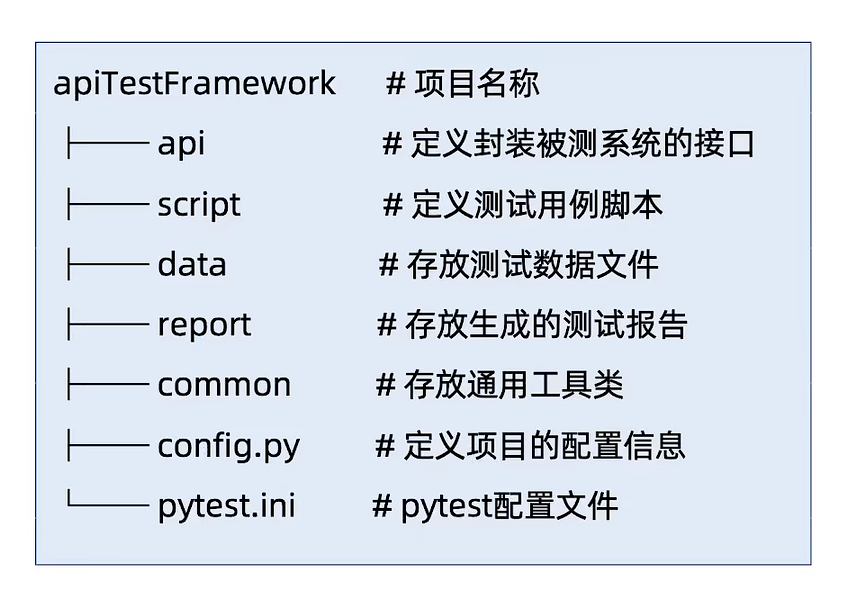 apiTestFramework # 项目名称
├── api # 定义封装被测系统的接口
├── script # 定义测试用例脚本
├── data # 存放测试数据文件
├── report # 存放生成的测试报告
├── common # 存放通用工具类
├── config.py # 定义项目的配置信息
└── pytest.ini # pytest配置文件